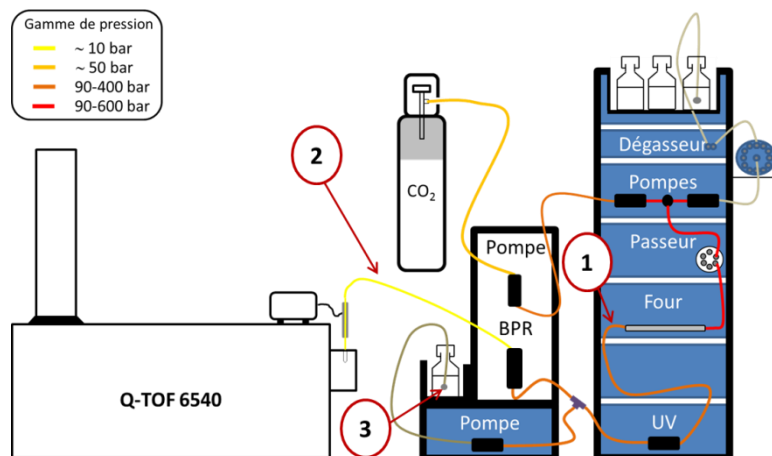 Gamme de pression
~ 10 bar
~ 50 bar
90-400 bar
90-600 bar
2
CO₂
Dégasseur
Pompes
Pompe
Passeur
1
Four
BPR
Q-TOF 6540
3
Pompe
UV